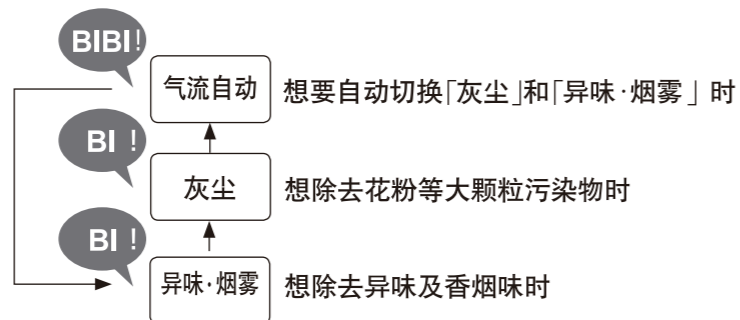 BIBI!
气流自动 想要自动切换「灰尘」和「异味·烟雾」时
BI !
灰尘 想除去花粉等大颗粒污染物时
BI !
异味·烟雾 想除去异味及香烟味时